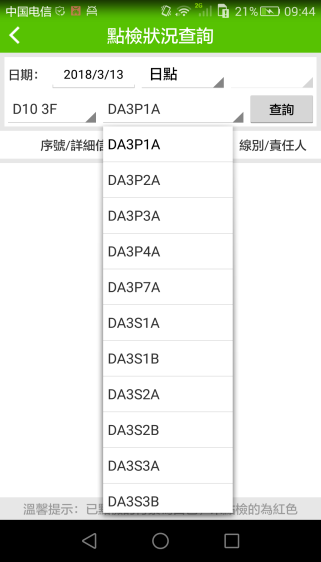 中国电信 2G 21% 09:44
點檢狀况查詢
日期： 2018/3/13 日點
D10 3F DA3P1A 查詢
序號/詳細信 線別/責任人
DA3P1A
DA3P2A
DA3P3A
DA3P4A
DA3P7A
DA3S1A
DA3S1B
DA3S2A
DA3S2B
DA3S3A
DA3S3B
溫馨提示：已 檢的為紅色